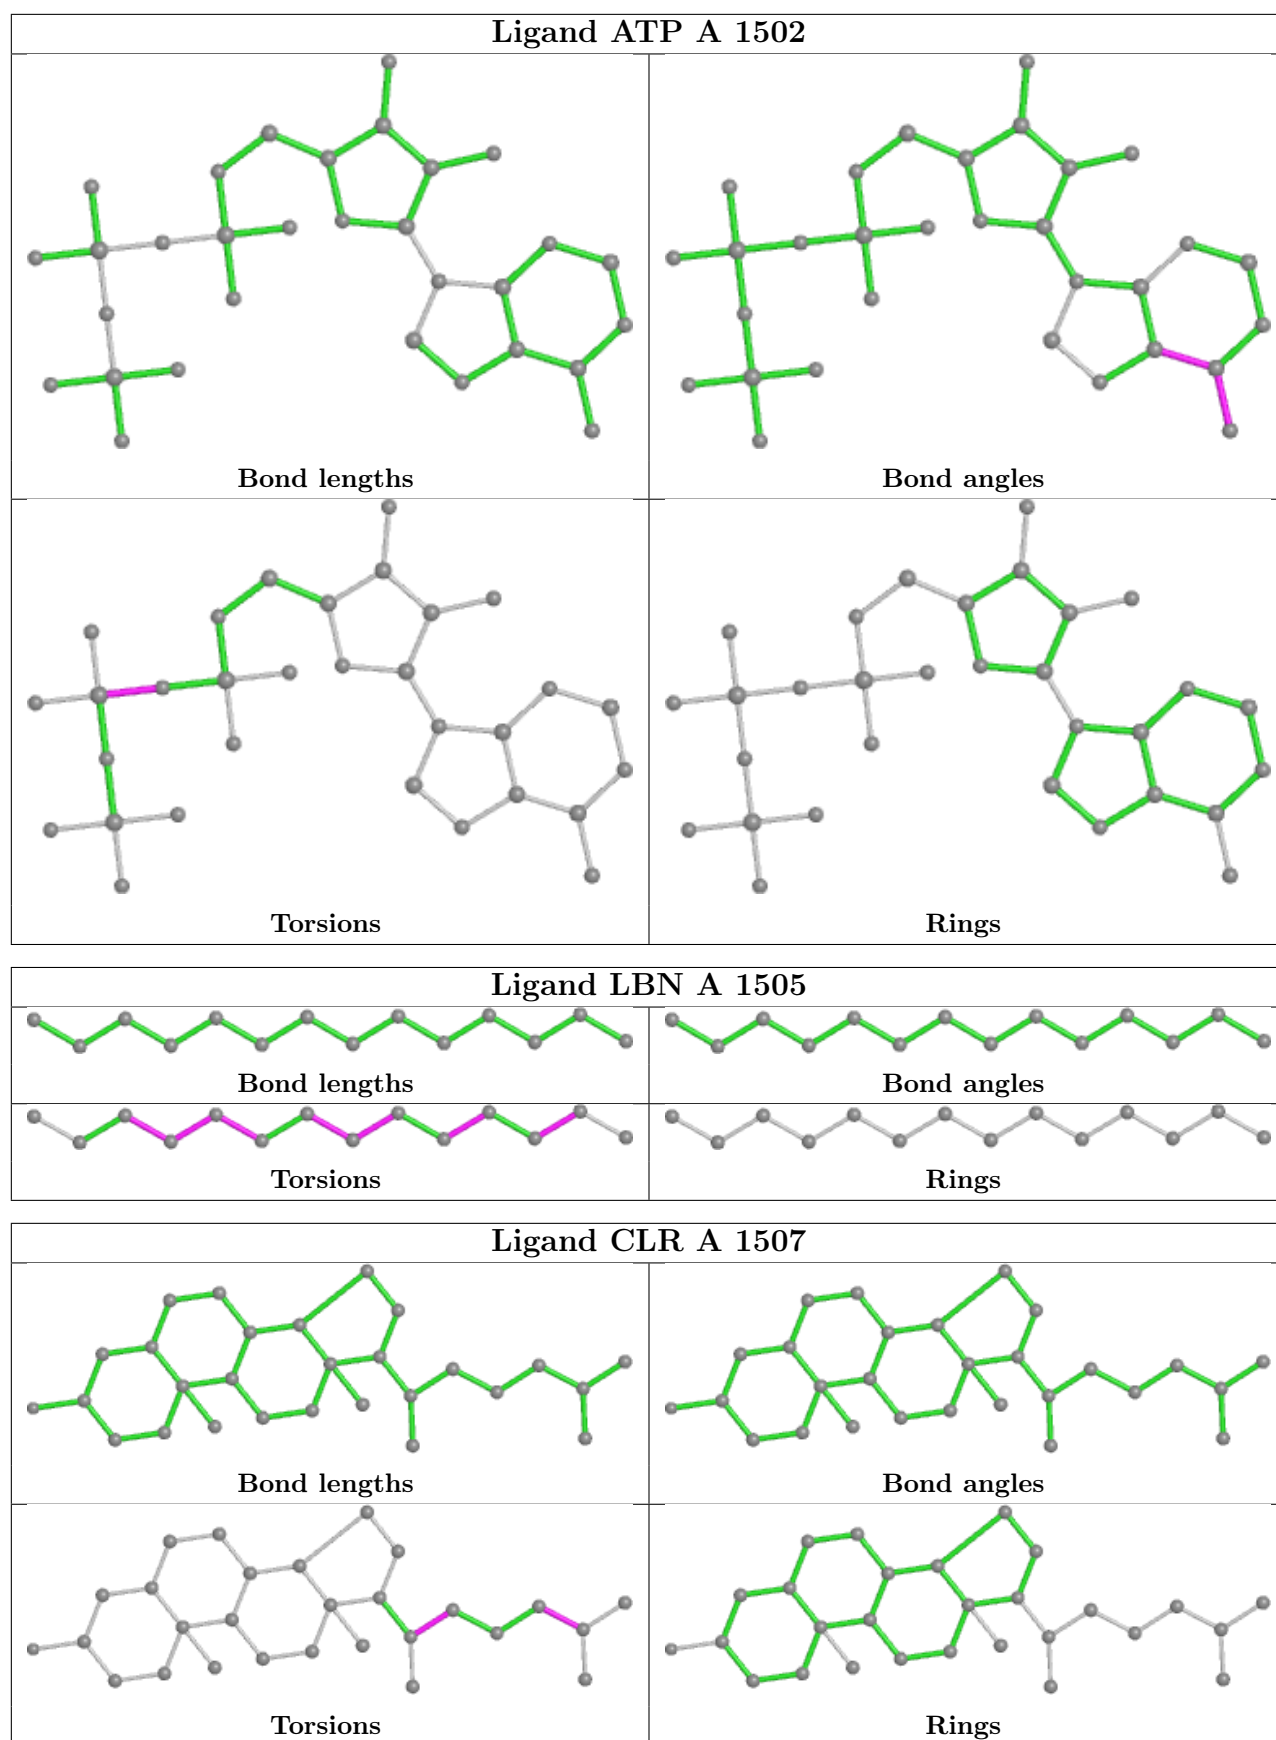 Ligand ATP A 1502
Bond lengths
Bond angles
Torsions
Rings
Ligand LBN A 1505
Bond lengths
Bond angles
Torsions
Rings
Ligand CLR A 1507
Bond lengths
Bond angles
Torsions
Rings